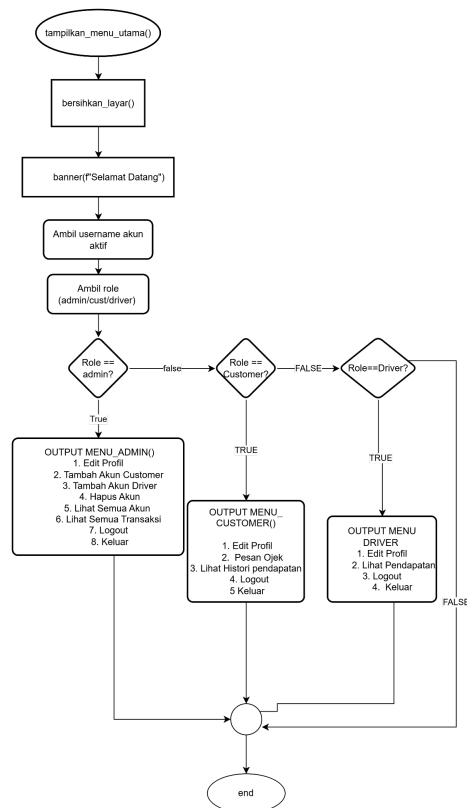 tampilkan_menu_utama()
bersihkan_layar()
banner(f"Selamat Datang")
Ambil username akun
aktif
Ambil role
(admin/cust/driver)
Role ==
admin?
false
Role ==
Customer?
FALSE
Role==Driver?
True
TRUE
TRUE
OUTPUT MENU_ADMIN()
1. Edit Profil
2. Tambah Akun Customer
3. Tambah Akun Driver
4. Hapus Akun
5. Lihat Semua Akun
6. Lihat Semua Transaksi
7. Logout
8. Keluar
OUTPUT MENU_
CUSTOMER()
1. Edit Profil
2. Pesan Ojek
3. Lihat Histori pendapatan
4. Logout
5 Keluar
OUTPUT MENU
DRIVER
1. Edit Profil
2. Lihat Pendapatan
3. Logout
4. Keluar
FALSE
end